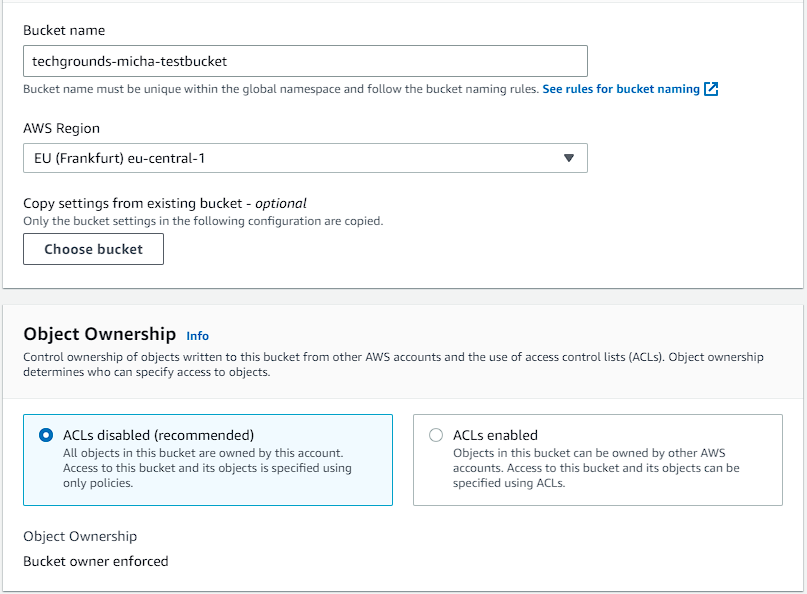 Bucket name
techgrounds-micha-testbucket
Bucket name must be unique within the global namespace and follow the bucket naming rules. See rules for bucket naming
AWS Region
EU (Frankfurt) eu-central-1
Copy settings from existing bucket - optional
Only the bucket settings in the following configuration are copied.
Choose bucket
Object Ownership Info
Control ownership of objects written to this bucket from other AWS accounts and the use of access control lists (ACLs). Object ownership
determines who can specify access to objects.
ACLs disabled (recommended)
All objects in this bucket are owned by this account.
Access to this bucket and its objects is specified using
only policies.
ACLs enabled
Objects in this bucket can be owned by other AWS
accounts. Access to this bucket and its objects can be
specified using ACLs.
Object Ownership
Bucket owner enforced